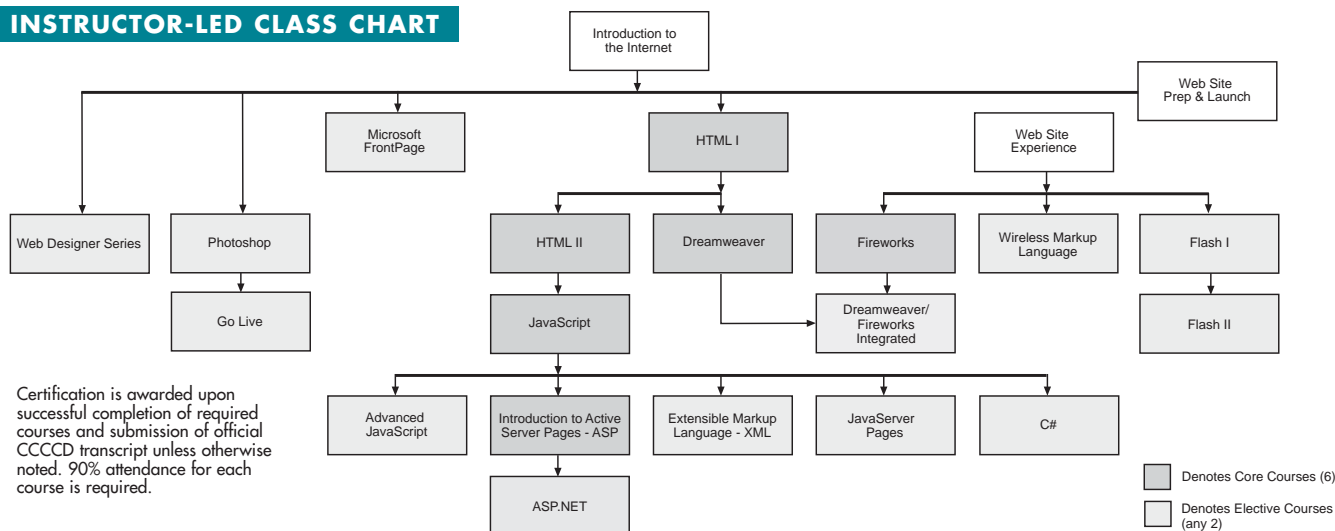 INSTRUCTOR-LED CLASS CHART
Introduction to
the Internet
Web Site
Prep & Launch
Microsoft
FrontPage
HTML I
Web Site
Experience
Web Designer Series
Photoshop
HTML II
Dreamweaver
Fireworks
Wireless Markup
Language
Flash I
Go Live
JavaScript
Dreamweaver/
Fireworks
Integrated
Flash II
Certification is awarded upon
successful completion of required
courses and submission of official
CCCCD transcript unless otherwise
noted. 90% attendance for each
course is required.
Advanced
JavaScript
Introduction to Active
Server Pages - ASP
Extensible Markup
Language - XML
JavaServer
Pages
C#
ASP.NET
Denotes Core Courses (6)
Denotes Elective Courses
(any 2)